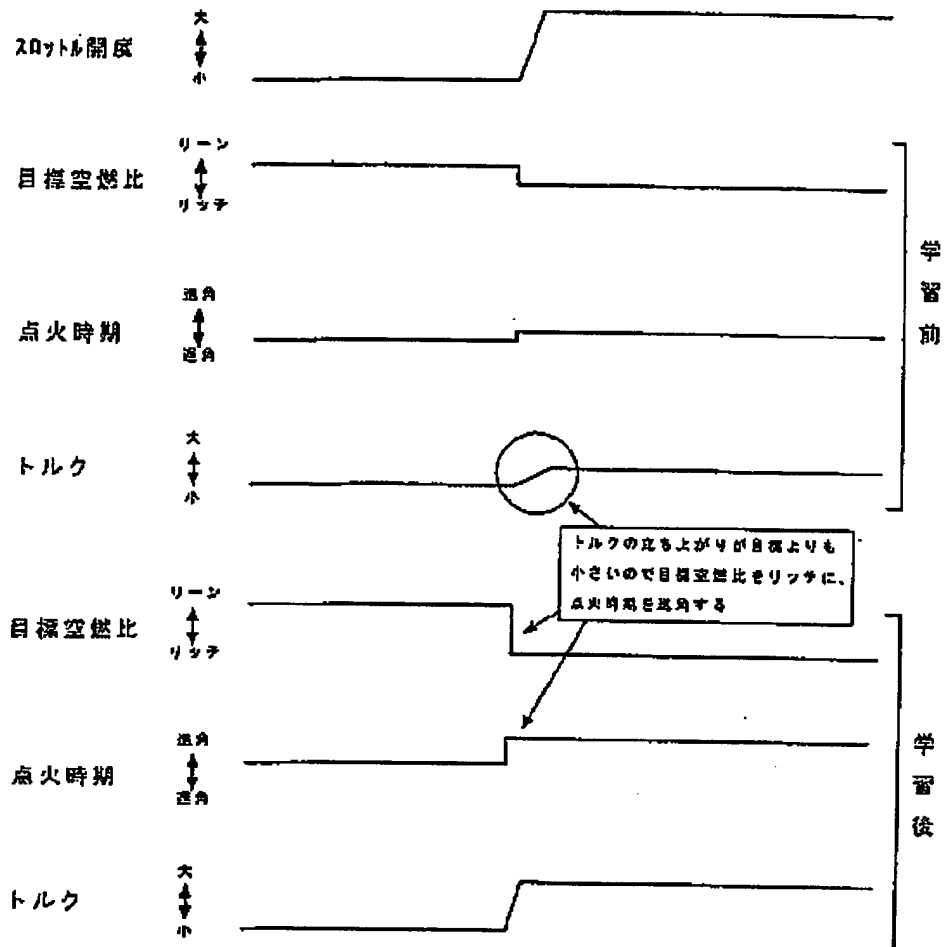 スロットル開度
大
小
目標空燃比
リーン
リッチ
点火時期
進角
遅角
トルク
大
小
学習前
トルクの立ち上がりが目標よりも
小さいので目標空燃比をリッチに、
点火時期を進角する
目標空燃比
リーン
リッチ
点火時期
進角
遅角
トルク
大
小
学習後